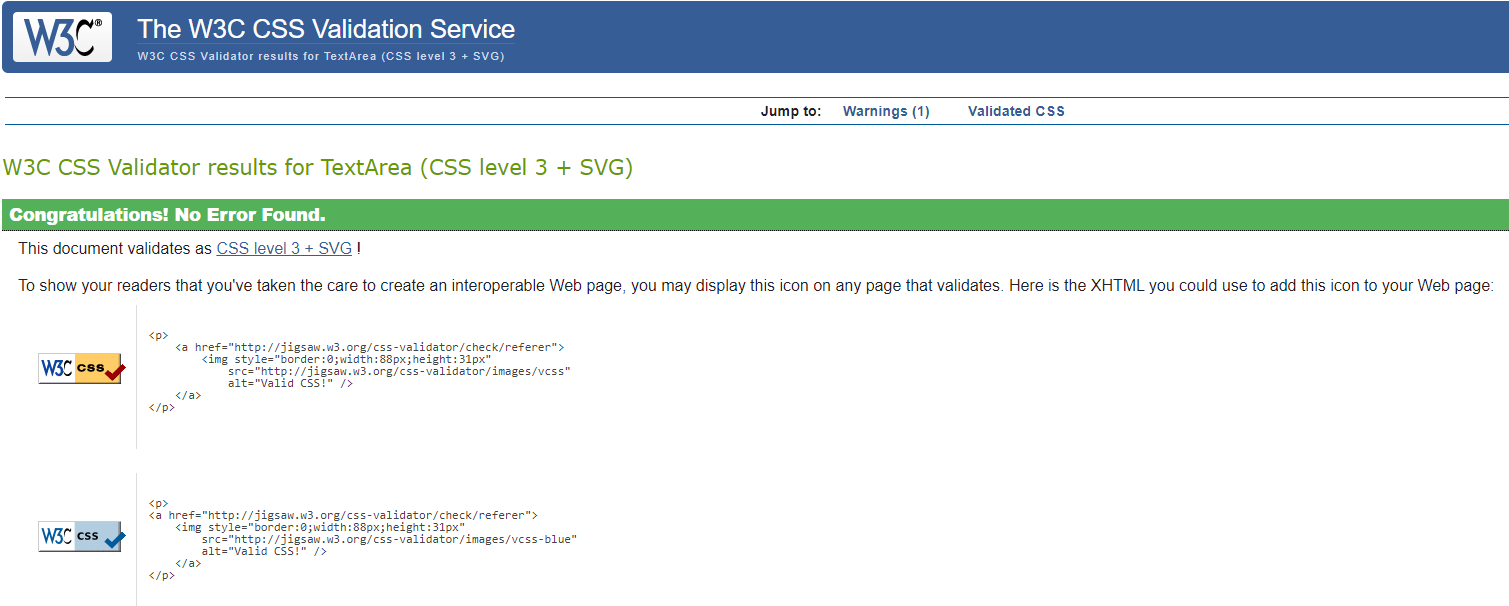 W3C® The W3C CSS Validation Service
W3C CSS Validator results for TextArea (CSS level 3 + SVG)
Jump to: Warnings (1) Validated CSS
W3C CSS Validator results for TextArea (CSS level 3 + SVG)
Congratulations! No Error Found.
This document validates as CSS level 3 + SVG !
To show your readers that you've taken the care to create an interoperable Web page, you may display this icon on any page that validates. Here is the XHTML you could use to add this icon to your Web page:
W3C css
<p>
    <a href="http://jigsaw.w3.org/css-validator/check/referer">
        <img style="border:0;width:88px;height:31px"
            src="http://jigsaw.w3.org/css-validator/images/vcss"
            alt="Valid CSS!" />
    </a>
</p>
W3C css
<p>
<a href="http://jigsaw.w3.org/css-validator/check/referer">
    <img style="border:0;width:88px;height:31px"
        src="http://jigsaw.w3.org/css-validator/images/vcss-blue"
        alt="Valid CSS!" />
    </a>
</p>